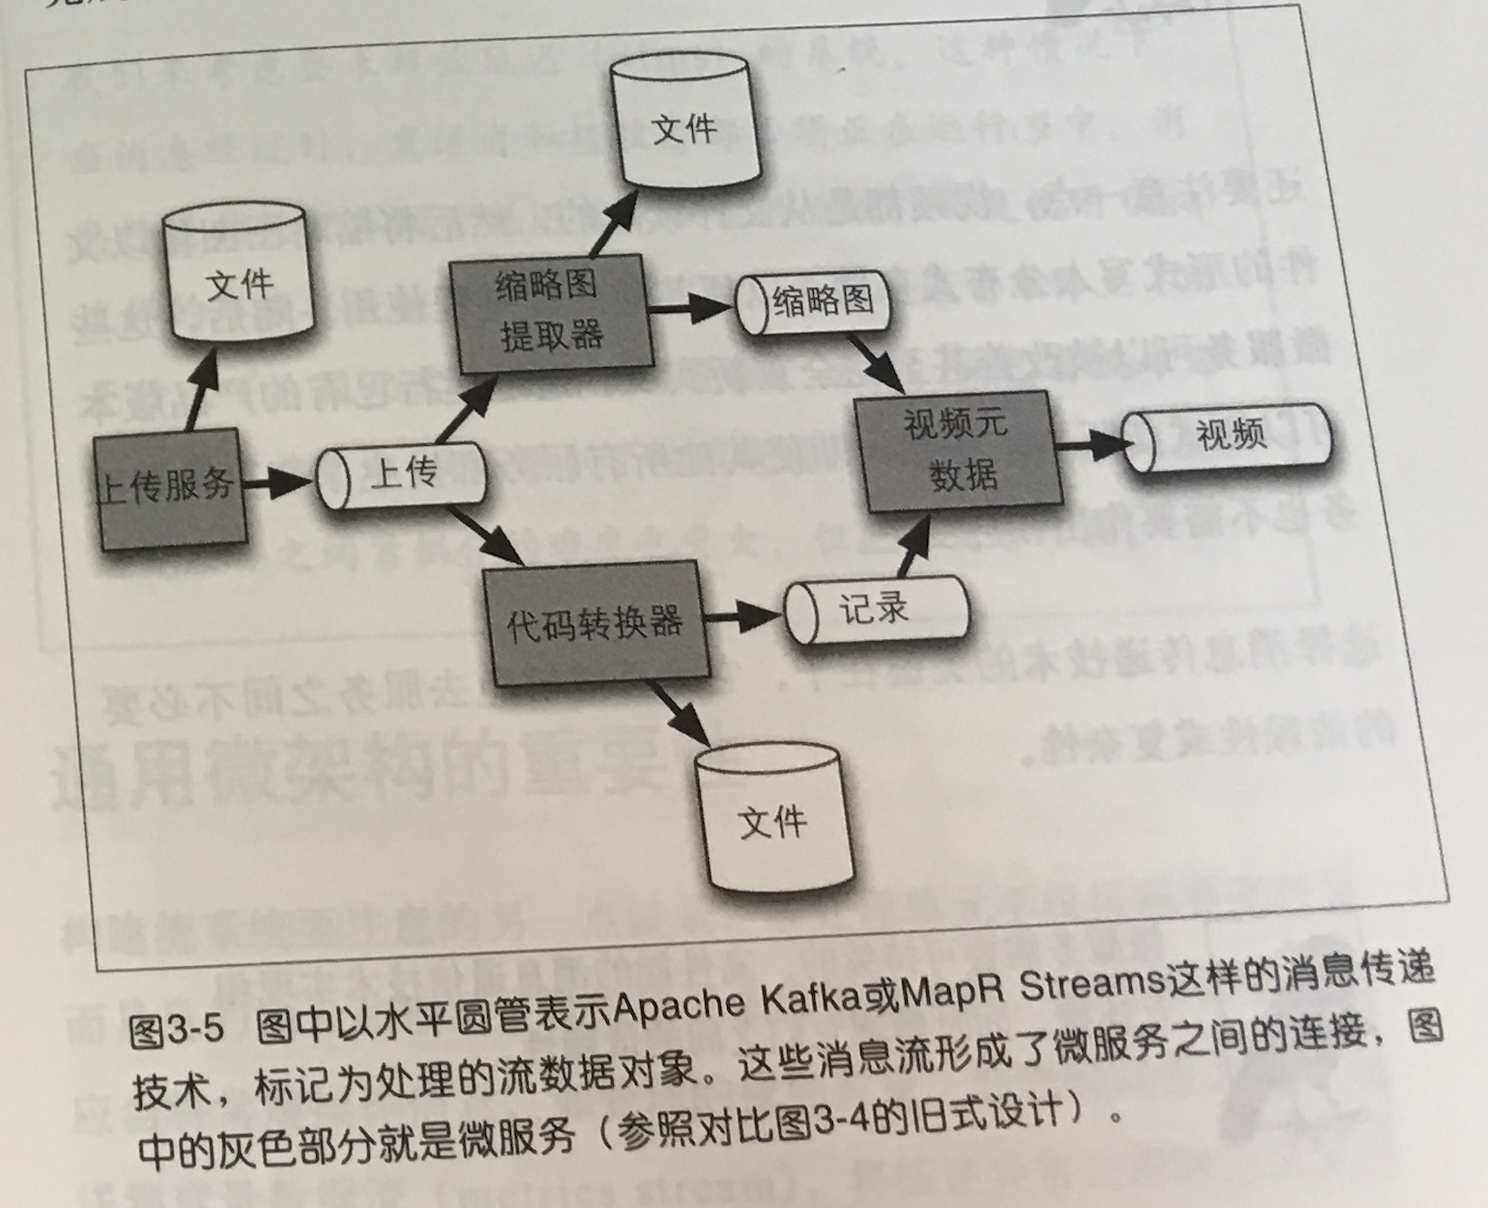 文件
文件
缩略图
提取器
缩略图
上传服务
上传
视频元
数据
视频
代码转换器
记录
文件
图3-5 图中以水平圆管表示Apache Kafka或MapR Streams这样的消息传递
技术，标记为处理的流数据对象。这些消息流形成了微服务之间的连接，图
中的灰色部分就是微服务（参照对比图3-4的旧式设计）。